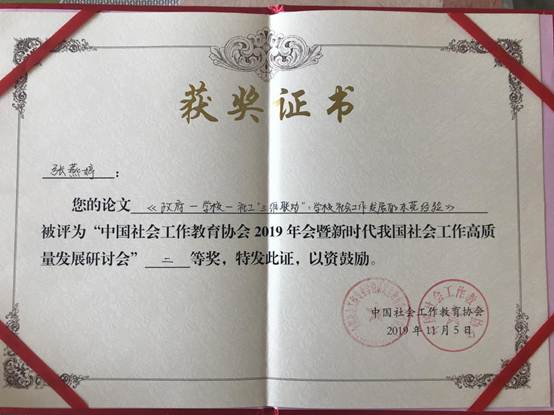 获奖证书
张燕婷：
您的论文《政府—学校—社工“三维联动”：学校社会工作发展的东莞经验》
被评为“中国社会工作教育协会2019年会暨新时代我国社会工作高质
量发展研讨会”二等奖，特发此证，以资鼓励。
中国社会工作教育协会
2019年11月5日